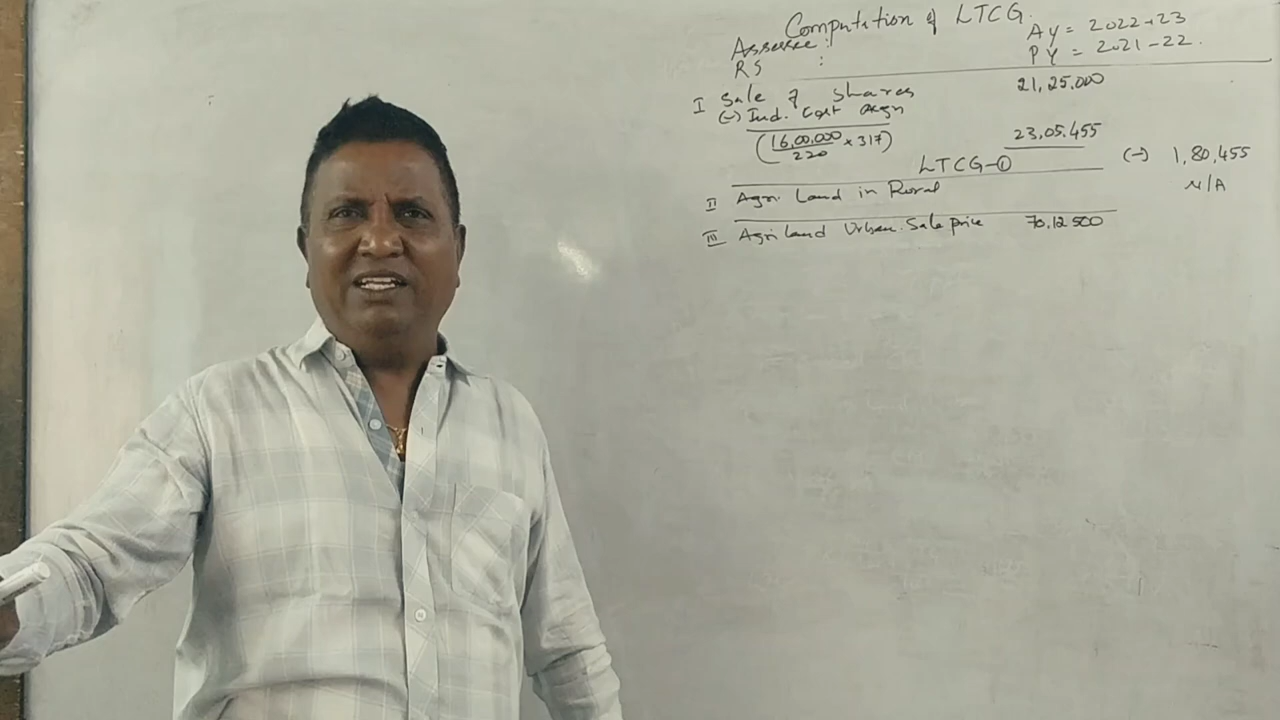 Computation of LTCG
Assessee :
AY = 2022-23
RS :
PY = 2021-22.
I Sale of Shares 21,25,000
(-) Ind. Cost Aqn
(16,00,000/220 × 317) 23,05,455
LTCG-① (-) 1,80,455
II Agri Land in Rural N/A
III Agri land Urban. Sale price 70,12,500